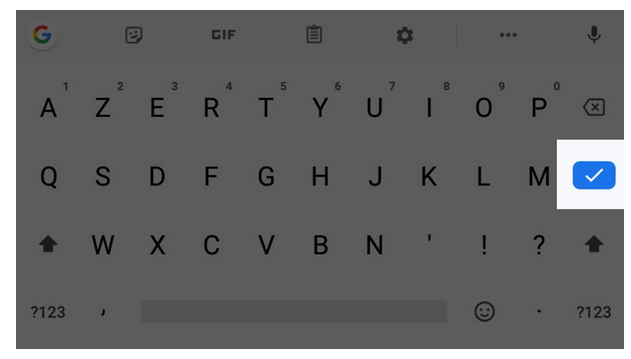 G GIF
1 2 3 4 5 6 7 8 9 0
A Z E R T Y U I O P
Q S D F G H J K L M
W X C V B N ' ! ?
?123 , . ?123